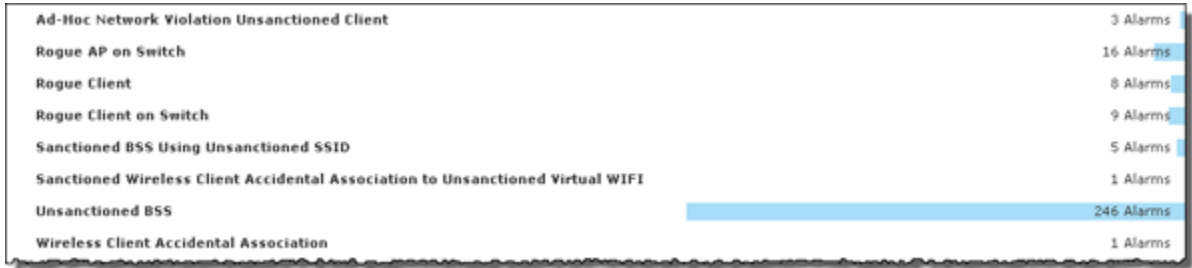 Ad-Hoc Network Violation Unsanctioned Client 3 Alarms
Rogue AP on Switch 16 Alarms
Rogue Client 8 Alarms
Rogue Client on Switch 9 Alarms
Sanctioned BSS Using Unsanctioned SSID 5 Alarms
Sanctioned Wireless Client Accidental Association to Unsanctioned Virtual WIFI 1 Alarms
Unsanctioned BSS 246 Alarms
Wireless Client Accidental Association 1 Alarms